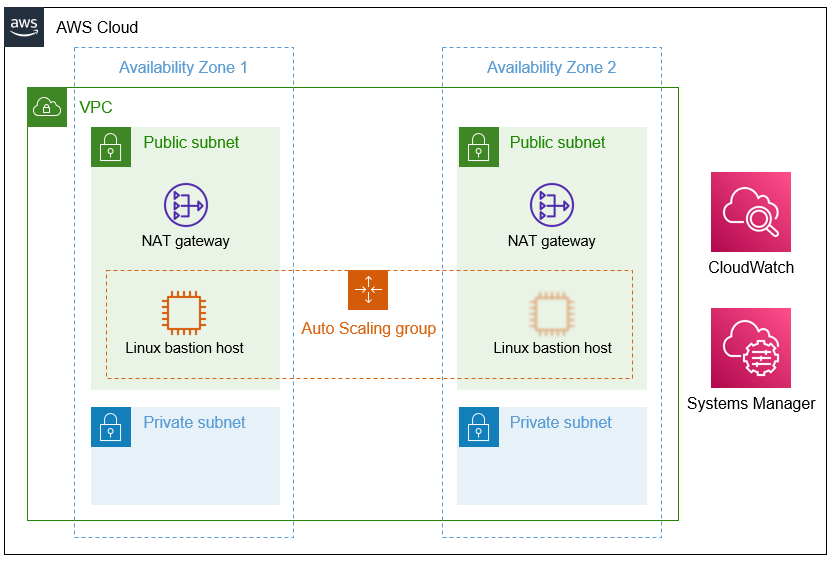 aws
AWS Cloud
Availability Zone 1
Availability Zone 2
VPC
Public subnet
Public subnet
NAT gateway
NAT gateway
CloudWatch
Auto Scaling group
Linux bastion host
Linux bastion host
Systems Manager
Private subnet
Private subnet